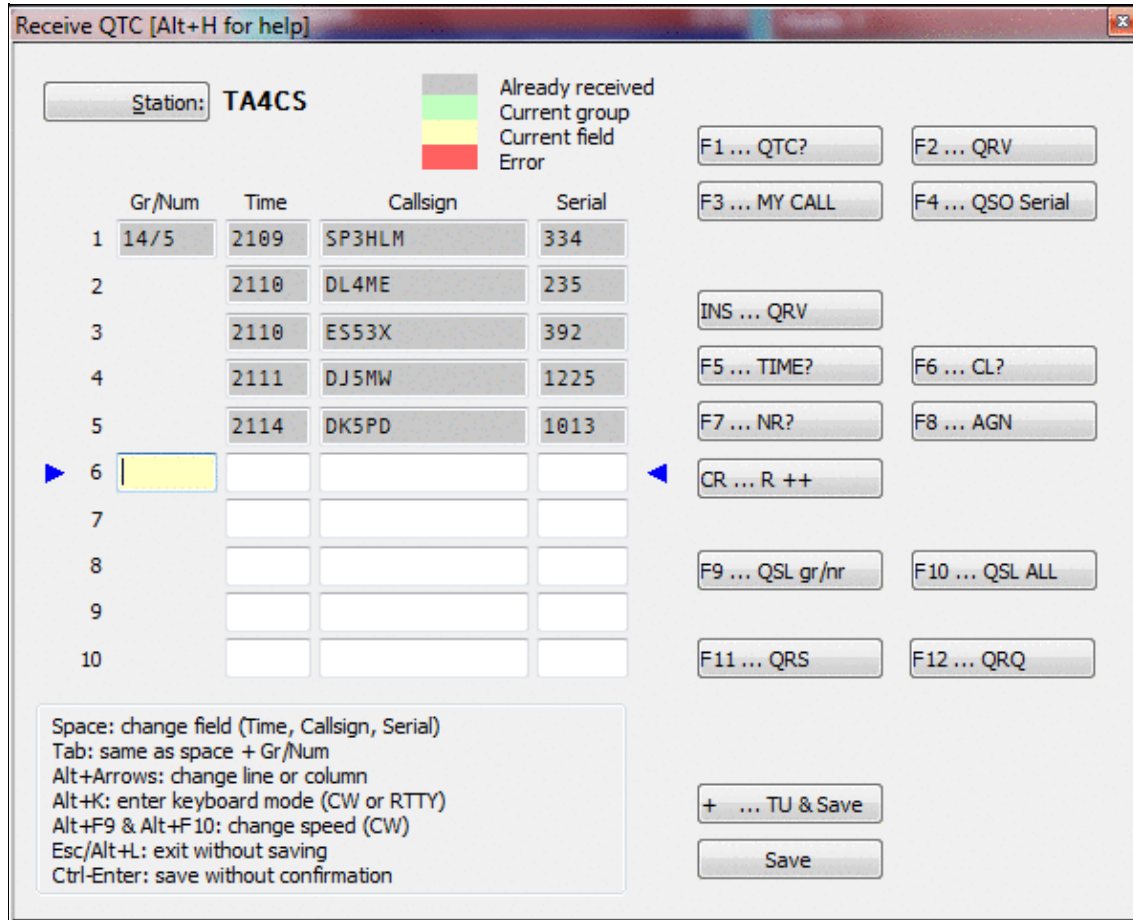 Receive QTC [Alt+H for help]
Station: TA4CS
Already received
Current group
Current field
Error
F1 ... QTC? F2 ... QRV
F3 ... MY CALL F4 ... QSO Serial
Gr/Num Time Callsign Serial
1 14/5 2109 SP3HLM 334
2 2110 DL4ME 235
3 2110 ES53X 392
4 2111 DJ5MW 1225
5 2114 DK5PD 1013
6
7
8
9
10
INS ... QRV
F5 ... TIME? F6 ... CL?
F7 ... NR? F8 ... AGN
CR ... R ++
F9 ... QSL gr/nr F10 ... QSL ALL
F11 ... QRS F12 ... QRQ
Space: change field (Time, Callsign, Serial)
Tab: same as space + Gr/Num
Alt+Arrows: change line or column
Alt+K: enter keyboard mode (CW or RTTY)
Alt+F9 & Alt+F10: change speed (CW)
Esc/Alt+L: exit without saving
Ctrl-Enter: save without confirmation
+ ... TU & Save
Save